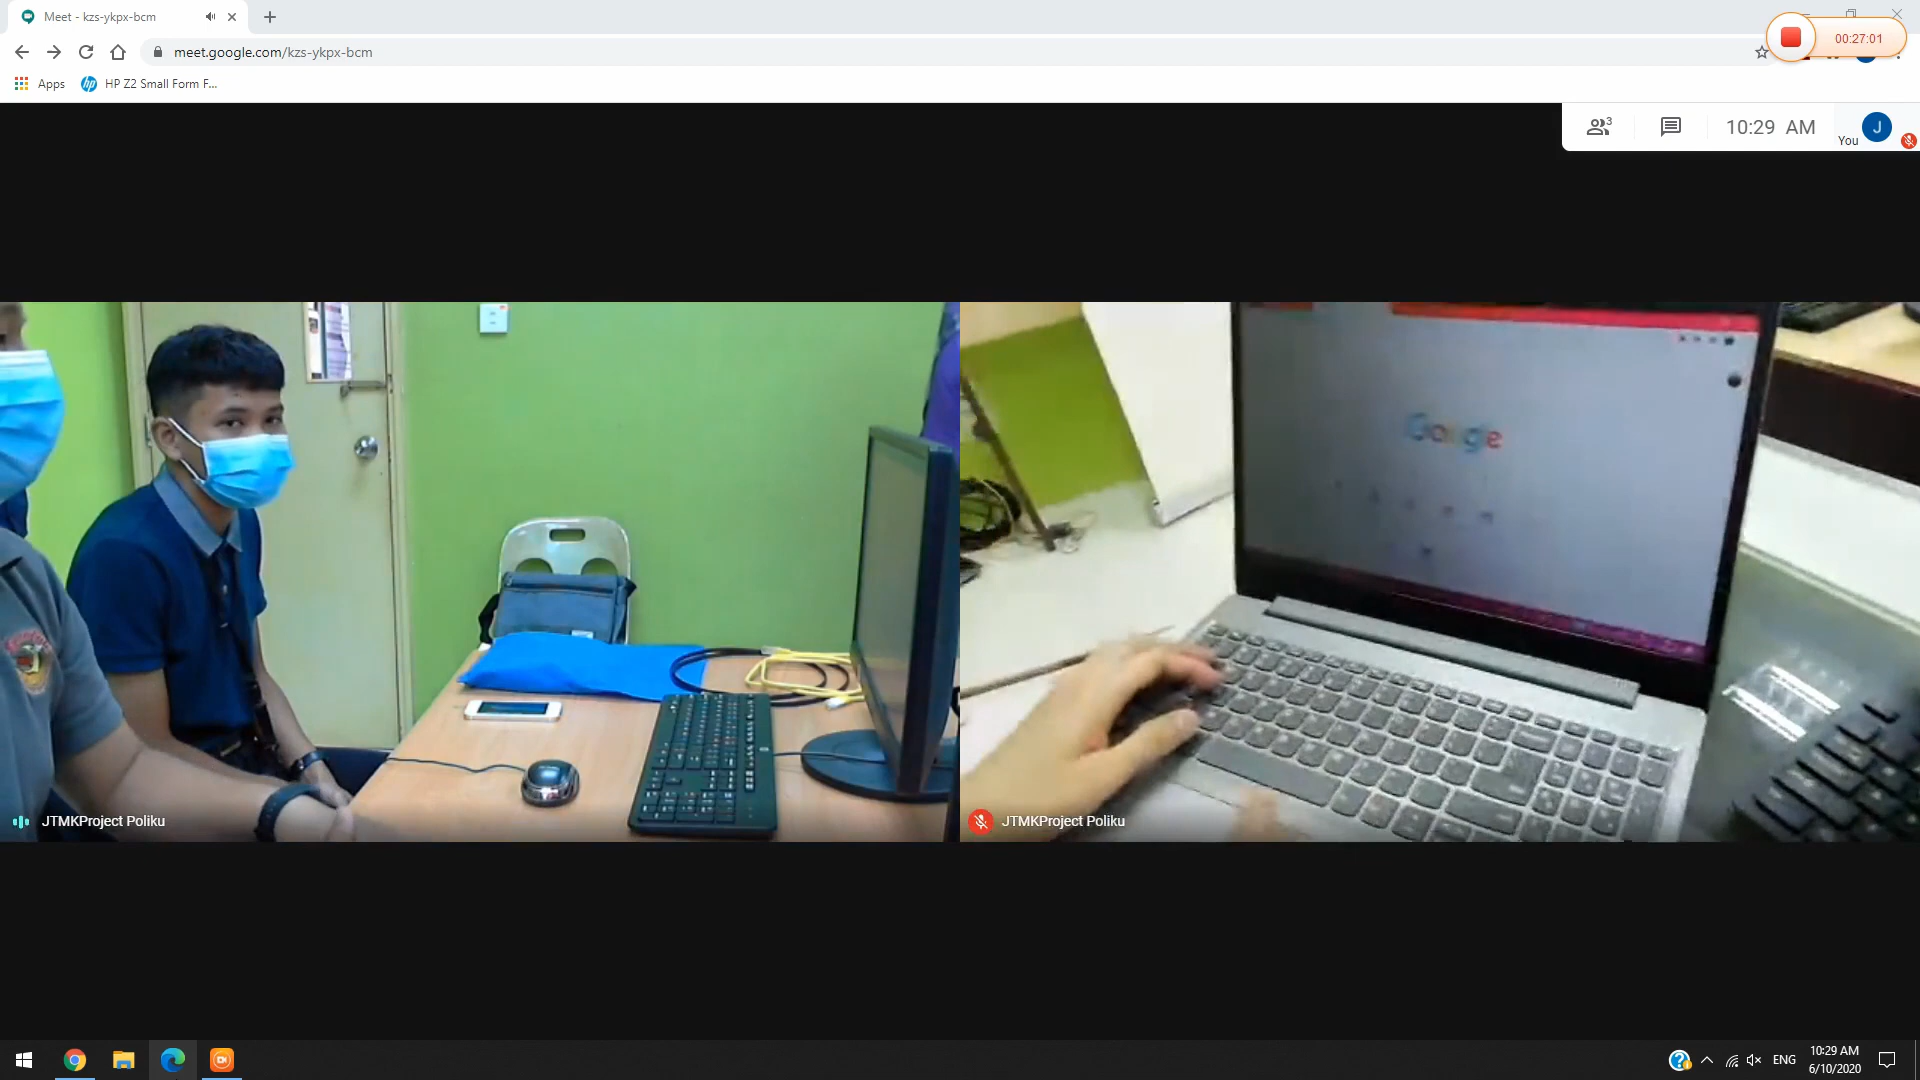 Meet - kzs-ykpx-bcm
00:27:01
meet.google.com/kzs-ykpx-bcm
Apps
HP Z2 Small Form F...
3
10:29 AM
You
J
Google
JTMKProject Poliku
JTMKProject Poliku
ENG
10:29 AM
6/10/2020